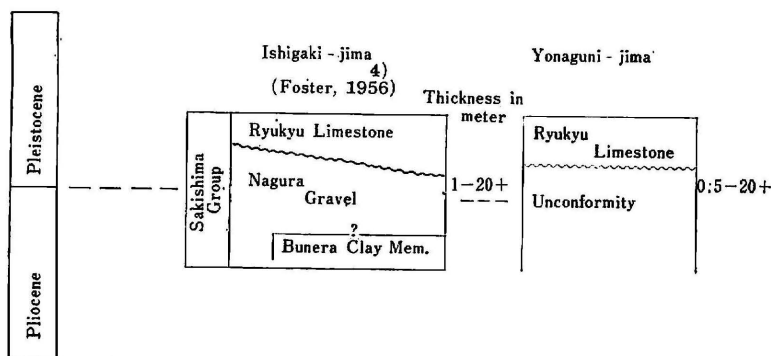 Ishigaki - jima
4)
(Foster, 1956)
Yonaguni - jima
Thickness in
meter
Pleistocene
Pliocene
Sakishima
Group
Ryukyu Limestone
Nagura
Gravel
?
Bunera Clay Mem.
1-20+
Ryukyu
Limestone
Unconformity
0:5-20+